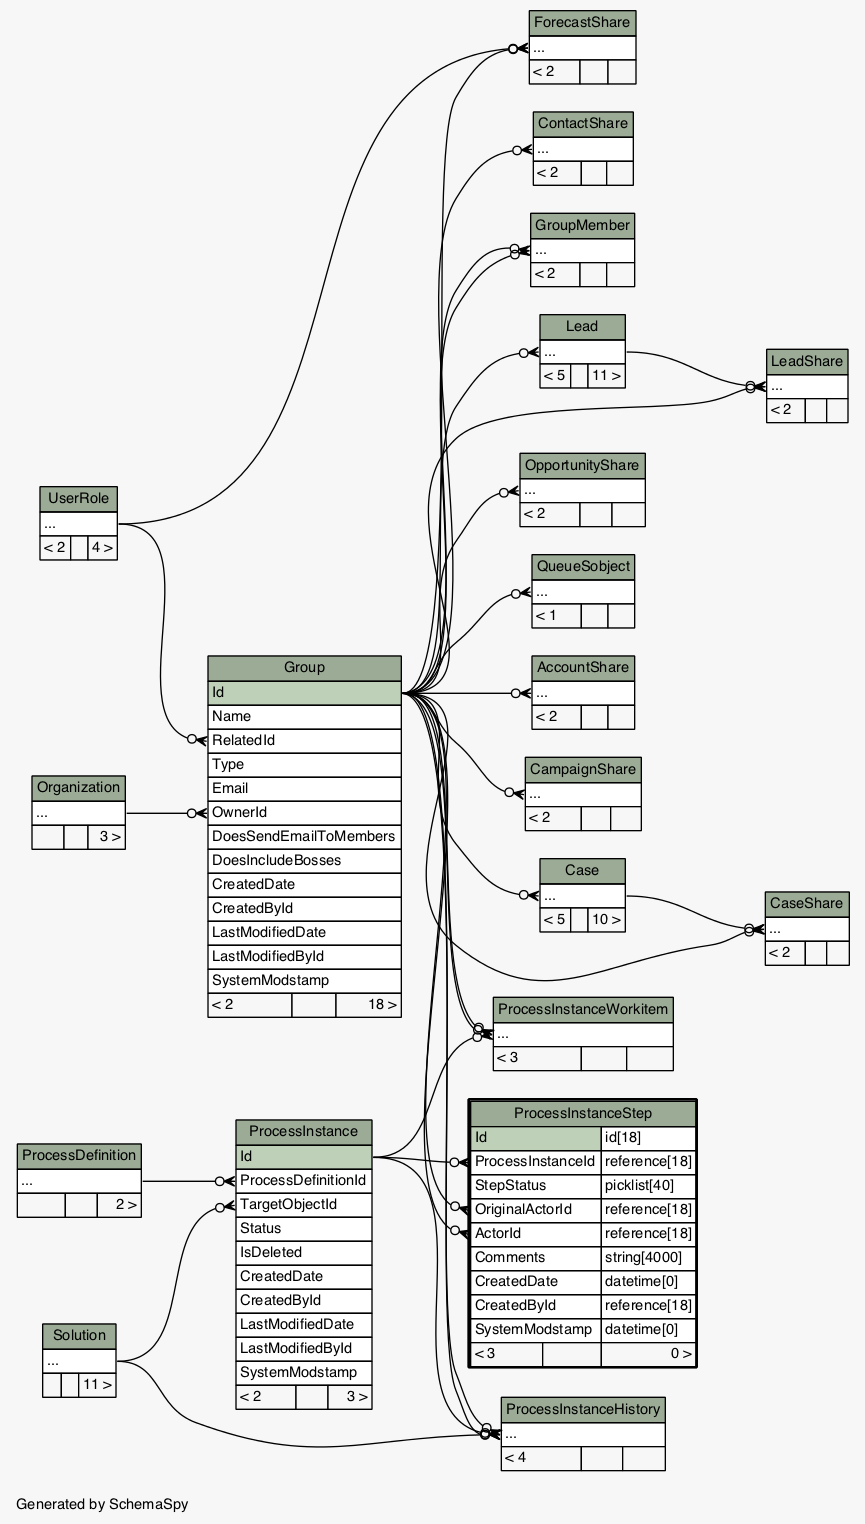 ForecastShare
...
< 2
ContactShare
...
< 2
GroupMember
...
< 2
Lead
...
< 5 11 >
LeadShare
...
< 2
OpportunityShare
...
< 2
UserRole
...
< 2 4 >
QueueSobject
...
< 1
Group
Id
Name
RelatedId
Type
Email
OwnerId
DoesSendEmailToMembers
DoesIncludeBosses
CreatedDate
CreatedById
LastModifiedDate
LastModifiedById
SystemModstamp
< 2 18 >
AccountShare
...
< 2
Organization
...
3 >
CampaignShare
...
< 2
Case
...
< 5 10 >
CaseShare
...
< 2
ProcessInstanceWorkitem
...
< 3
ProcessInstanceStep
Id id[18]
ProcessInstanceId reference[18]
StepStatus picklist[40]
OriginalActorId reference[18]
ActorId reference[18]
Comments string[4000]
CreatedDate datetime[0]
CreatedById reference[18]
SystemModstamp datetime[0]
< 3 0 >
ProcessInstance
Id
ProcessDefinitionId
TargetObjectId
Status
IsDeleted
CreatedDate
CreatedById
LastModifiedDate
LastModifiedById
SystemModstamp
< 2 3 >
ProcessDefinition
...
2 >
Solution
...
11 >
ProcessInstanceHistory
...
< 4
Generated by SchemaSpy